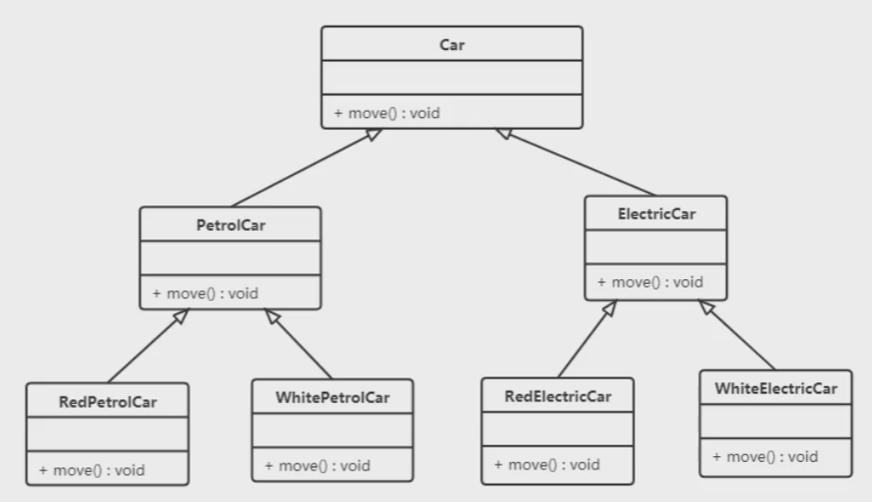 Car
+ move() : void
PetrolCar
+ move() : void
ElectricCar
+ move() : void
RedPetrolCar
+ move() : void
WhitePetrolCar
+ move() : void
RedElectricCar
+ move() : void
WhiteElectricCar
+ move() : void